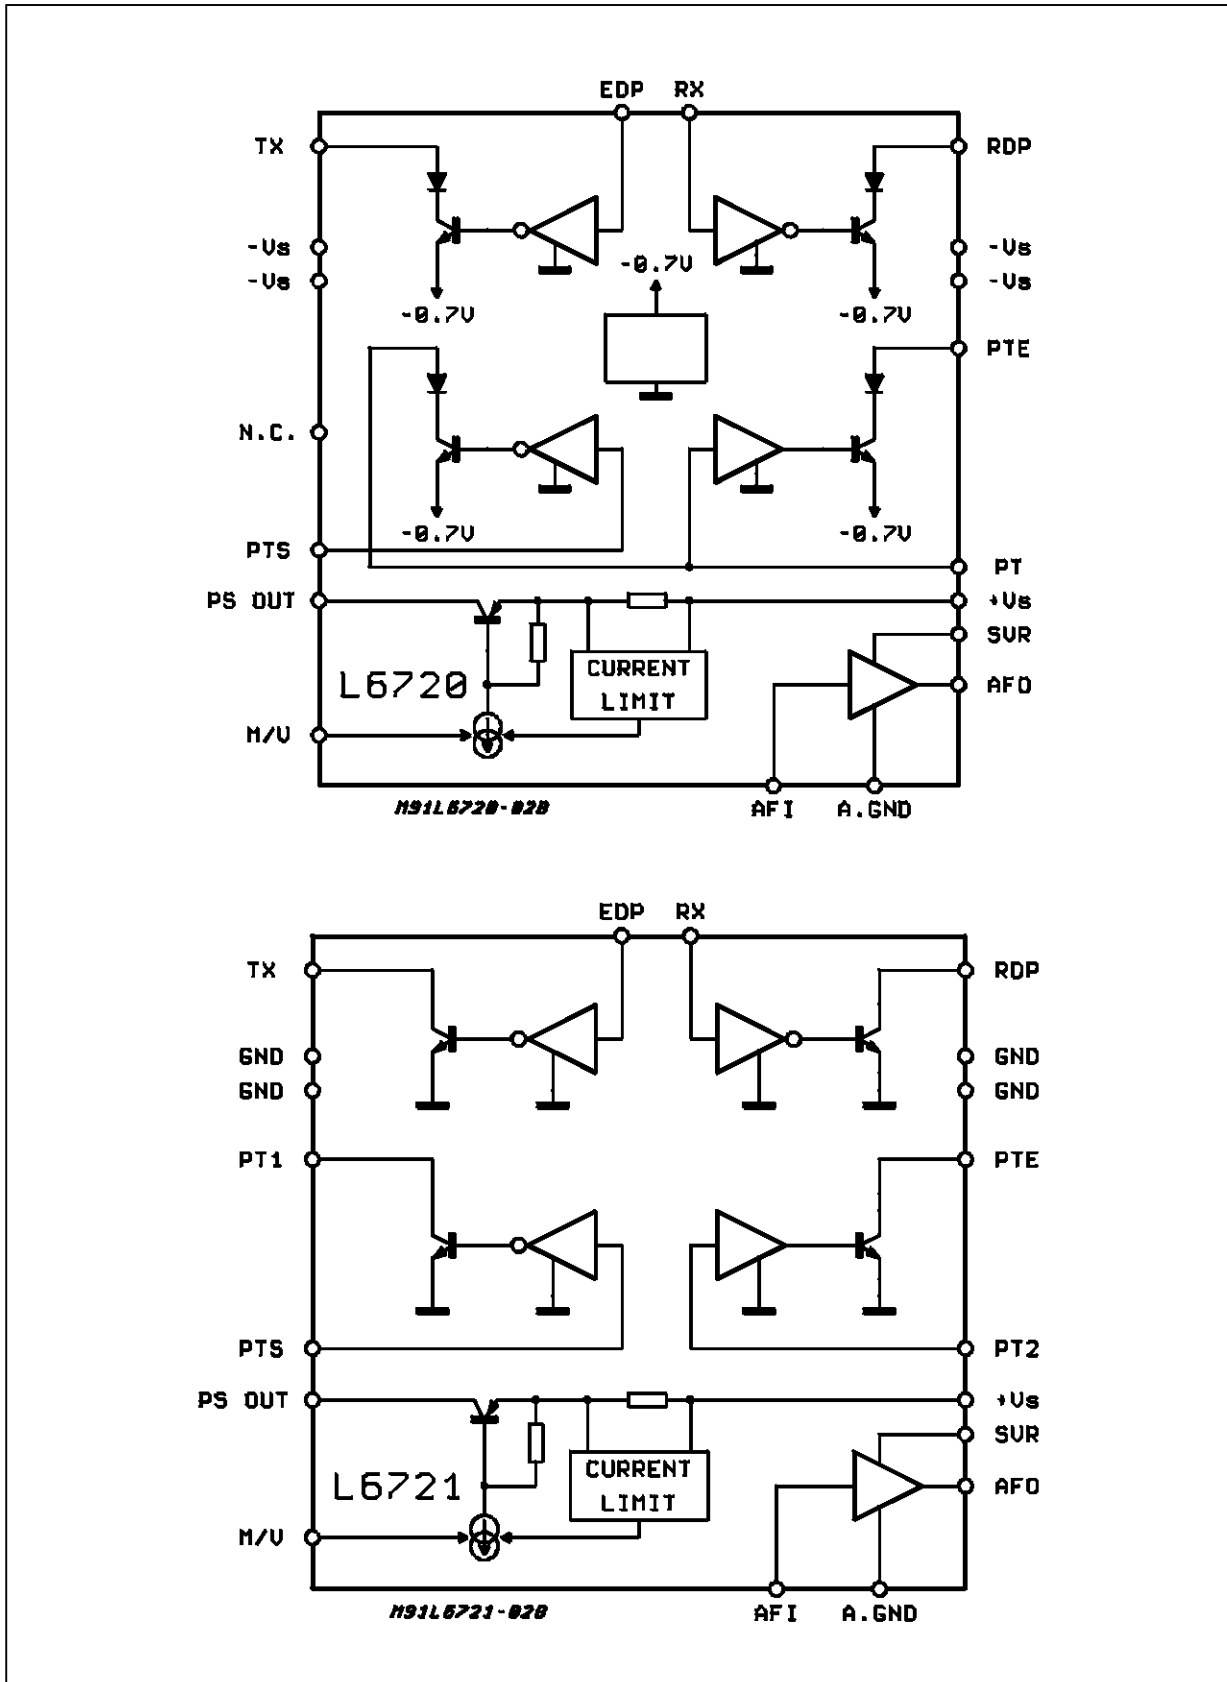 EDP RX
TX RDP
-Vs -Vs
-0.7V
-Vs -Vs
-0.7V -0.7V
PTE
N.C.
-0.7V -0.7V
PTS
PT
PS OUT +Vs
SVR
CURRENT
L6720 AFO
LIMIT
M/V
M91L6720-02B
AFI A.GND
EDP RX
TX RDP
GND GND
GND GND
PT1 PTE
PTS PT2
PS OUT +Vs
SVR
CURRENT
L6721 AFO
LIMIT
M/V
M91L6721-02B
AFI A.GND